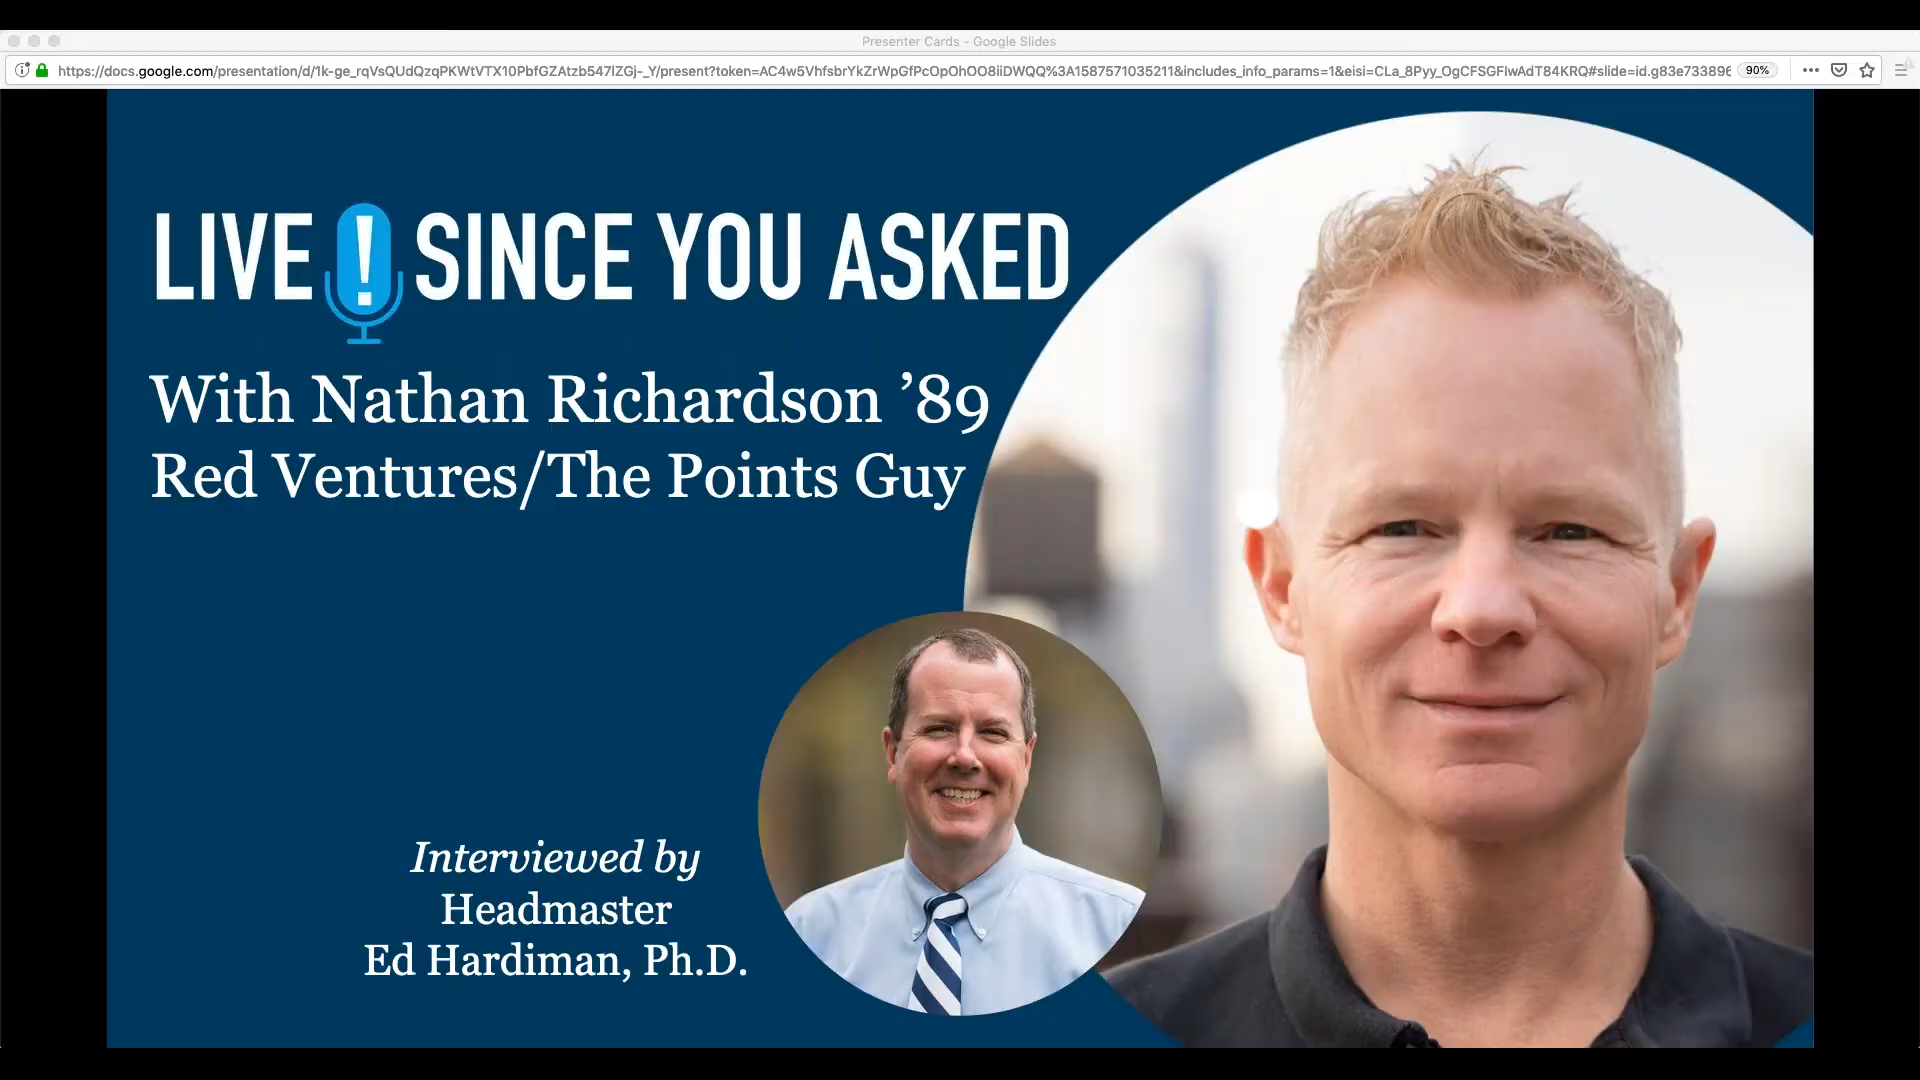 Presenter Cards - Google Slides
https://docs.google.com/presentation/d/1k-ge_rqVsQUdQzqPKWtVTX10PbfGZAtzb547lZGj-_Y/present?token=AC4w5VhfsbrYkZrWpGfPcOpOhOO8iiDWQQ%3A1587571035211&includes_info_params=1&eisi=CLa_8Pyy_OgCFSGFlwAdT84KRQ#slide=id.g83e733896
90%
LIVE ! SINCE YOU ASKED
With Nathan Richardson ’89
Red Ventures/The Points Guy
Interviewed by
Headmaster
Ed Hardiman, Ph.D.